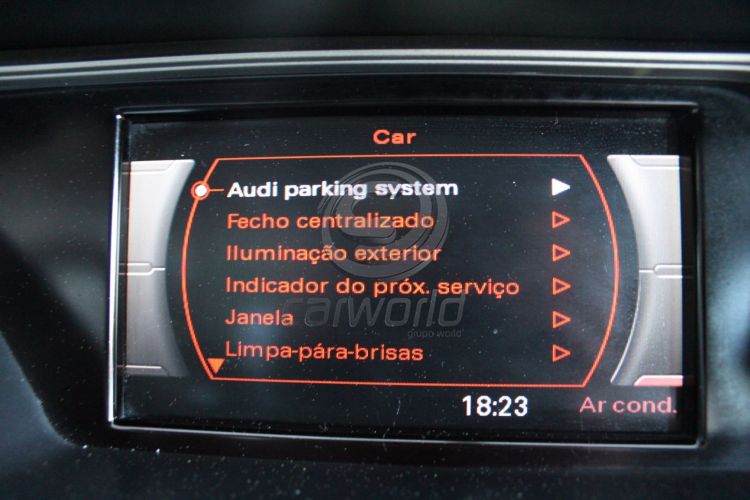 Car
Audi parking system
Fecho centralizado
Iluminação exterior
Indicador do próx. serviço
Janela
carworld
grupo world
Limpa-pára-brisas
18:23 Ar cond.